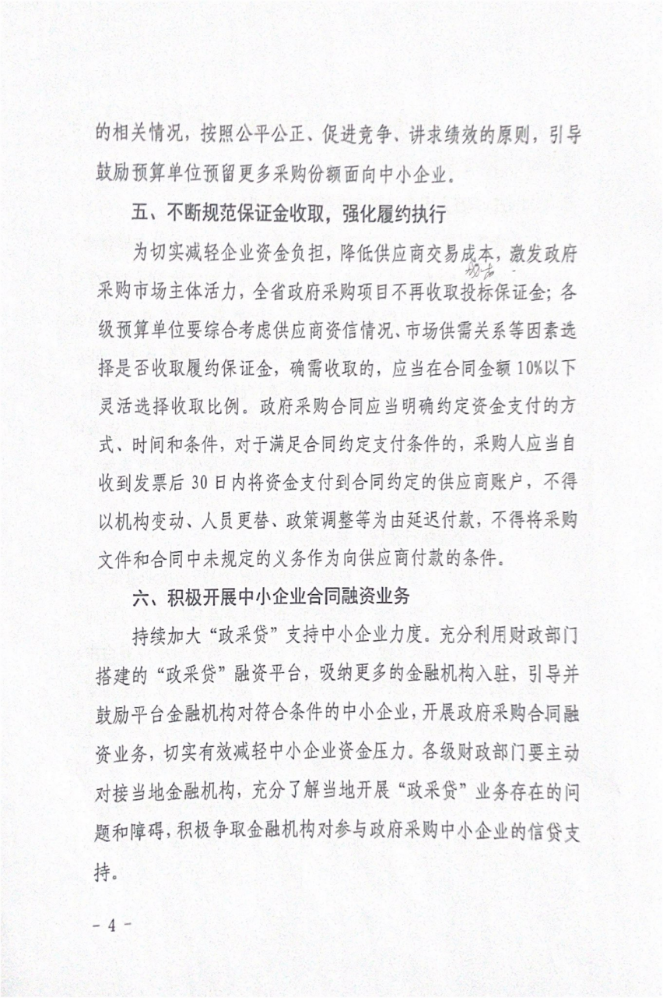 的相关情况，按照公平公正、促进竞争、讲求绩效的原则，引导
鼓励预算单位预留更多采购份额面向中小企业。
五、不断规范保证金收取，强化履约执行
为切实减轻企业资金负担，降低供应商交易成本，激发政府
采购市场主体活力，全省政府采购项目不再收取投标保证金；各
级预算单位要综合考虑供应商资信情况、市场供需关系等因素选
择是否收取履约保证金，确需收取的，应当在合同金额 10%以下
灵活选择收取比例。政府采购合同应当明确约定资金支付的方
式、时间和条件，对于满足合同约定支付条件的，采购人应当自
收到发票后 30 日内将资金支付到合同约定的供应商账户，不得
以机构变动、人员更替、政策调整等为由延迟付款，不得将采购
文件和合同中未规定的义务作为向供应商付款的条件。
六、积极开展中小企业合同融资业务
持续加大“政采贷”支持中小企业力度。充分利用财政部门
搭建的“政采贷”融资平台，吸纳更多的金融机构入驻，引导并
鼓励平台金融机构对符合条件的中小企业，开展政府采购合同融
资业务，切实有效减轻中小企业资金压力。各级财政部门要主动
对接当地金融机构，充分了解当地开展“政采贷”业务存在的问
题和障碍，积极争取金融机构对参与政府采购中小企业的信贷支
持。
- 4 -